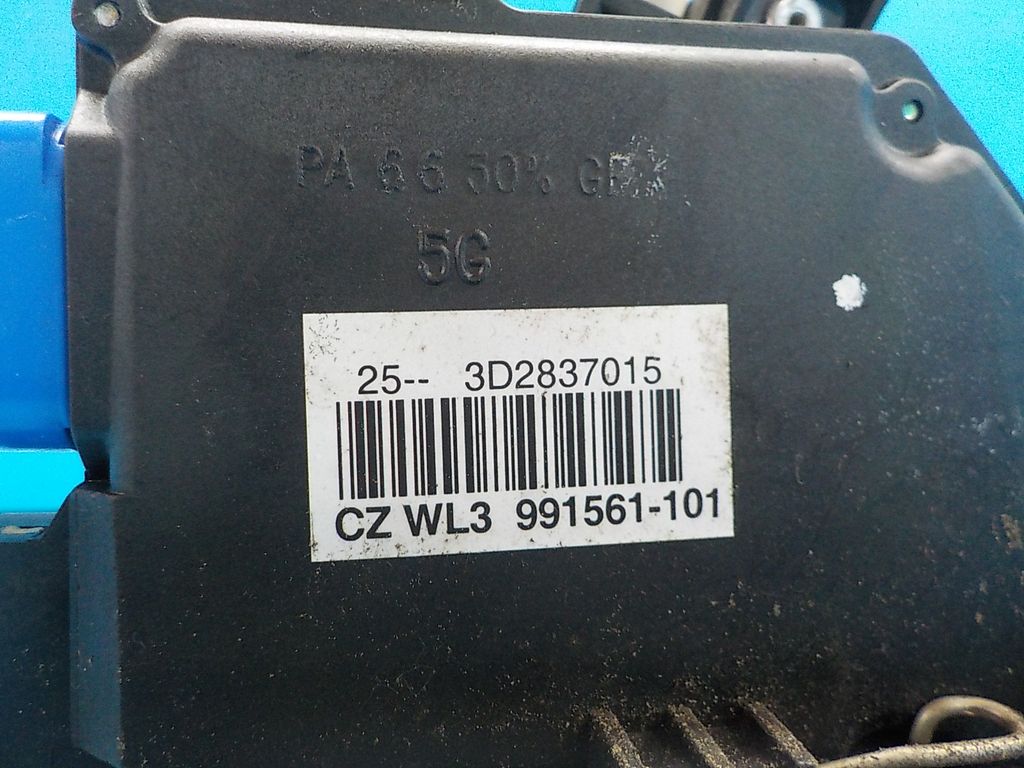 PA 66 30% GF
5G
25-- 3D2837015
CZ WL3 991561-101